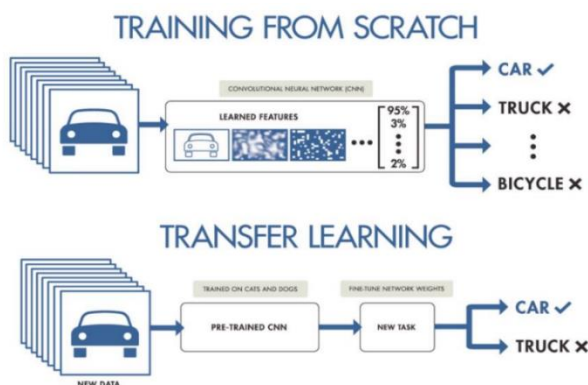 TRAINING FROM SCRATCH
CONVOLUTIONAL NEURAL NETWORK (CNN)
LEARNED FEATURES
95%
3%
2%
CAR ✓
TRUCK ✕
BICYCLE ✕
TRANSFER LEARNING
TRAINED ON CATS AND DOGS
FINE-TUNE NETWORK WEIGHTS
PRE-TRAINED CNN
NEW TASK
CAR ✓
TRUCK ✕
NEW DATA